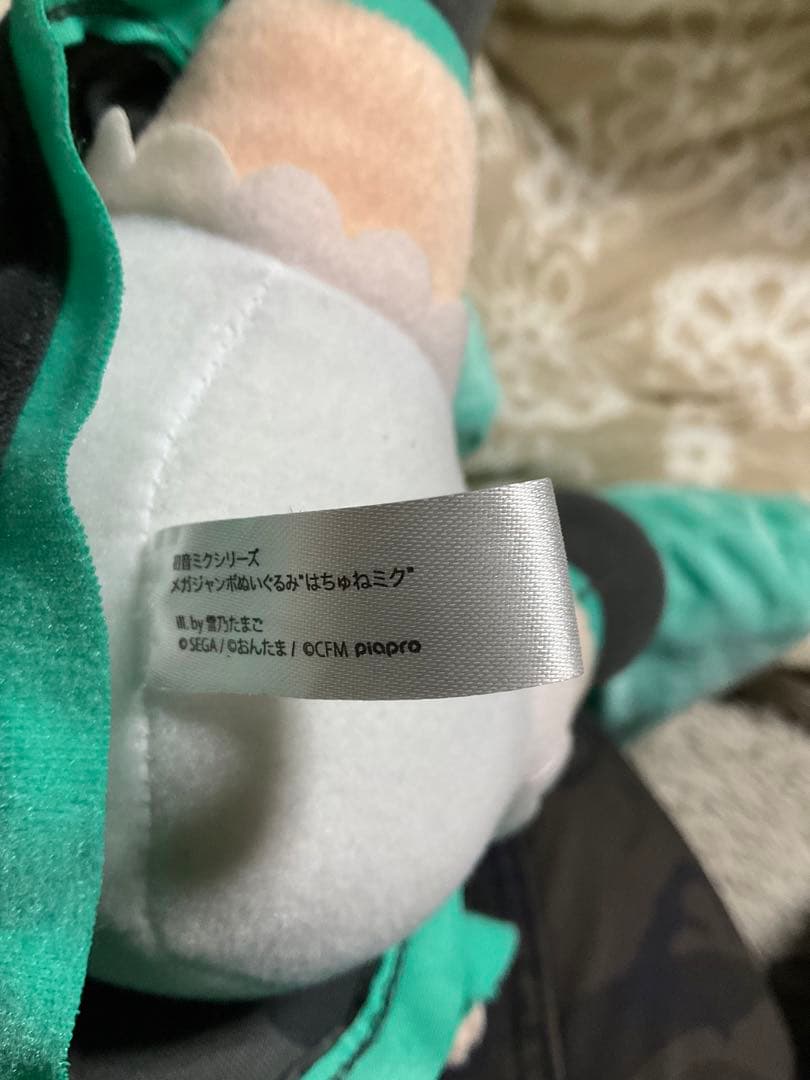 初音ミクシリーズ
メガジャンボぬいぐるみ"はちゅねミク"
ill. by 雪乃たまご
©SEGA / ©おんたま / ©CFM piapro